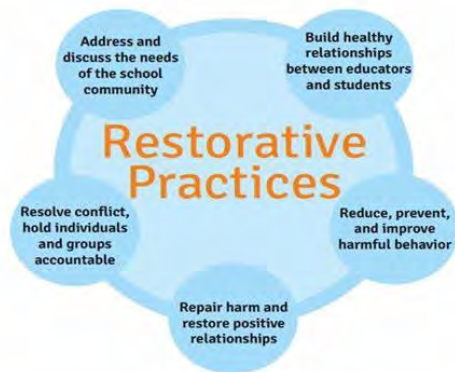 Address and
discuss the needs
of the school
community
Build healthy
relationships
between educators
and students
Restorative
Practices
Resolve conflict,
hold individuals
and groups
accountable
Reduce, prevent,
and improve
harmful behavior
Repair harm and
restore positive
relationships